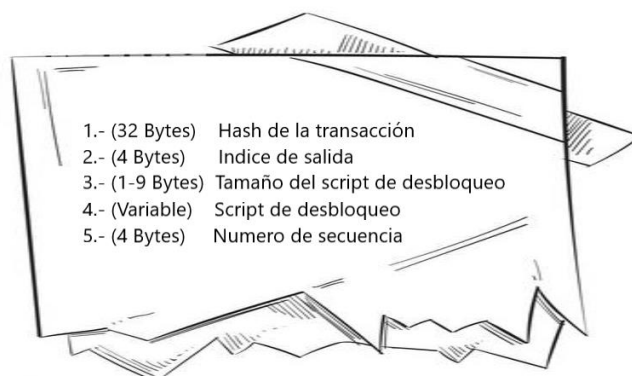 1.- (32 Bytes) Hash de la transacción
2.- (4 Bytes) Indice de salida
3.- (1-9 Bytes) Tamaño del script de desbloqueo
4.- (Variable) Script de desbloqueo
5.- (4 Bytes) Numero de secuencia